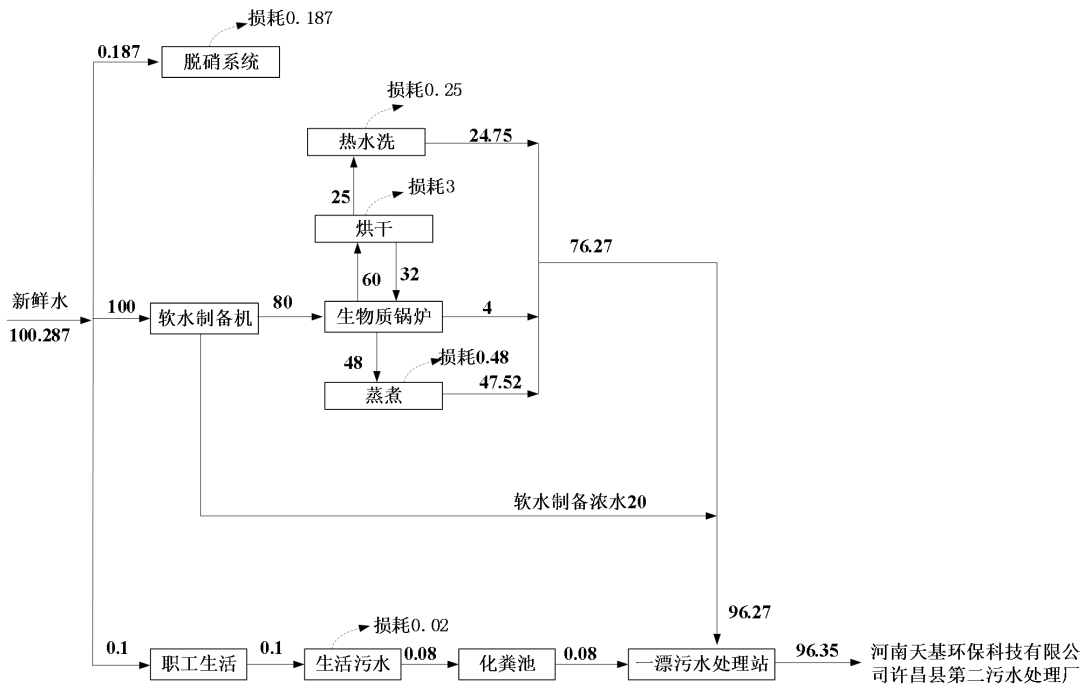 损耗0.187
0.187
脱硝系统
损耗0.25
热水洗
24.75
25
损耗3
烘干
76.27
60
32
新鲜水
100.287
100
软水制备机
80
生物质锅炉
4
48
损耗0.48
47.52
蒸煮
软水制备浓水20
96.27
0.1
职工生活
0.1
损耗0.02
生活污水
0.08
化粪池
0.08
一漂污水处理站
96.35
河南天基环保科技有限公
司许昌县第二污水处理厂